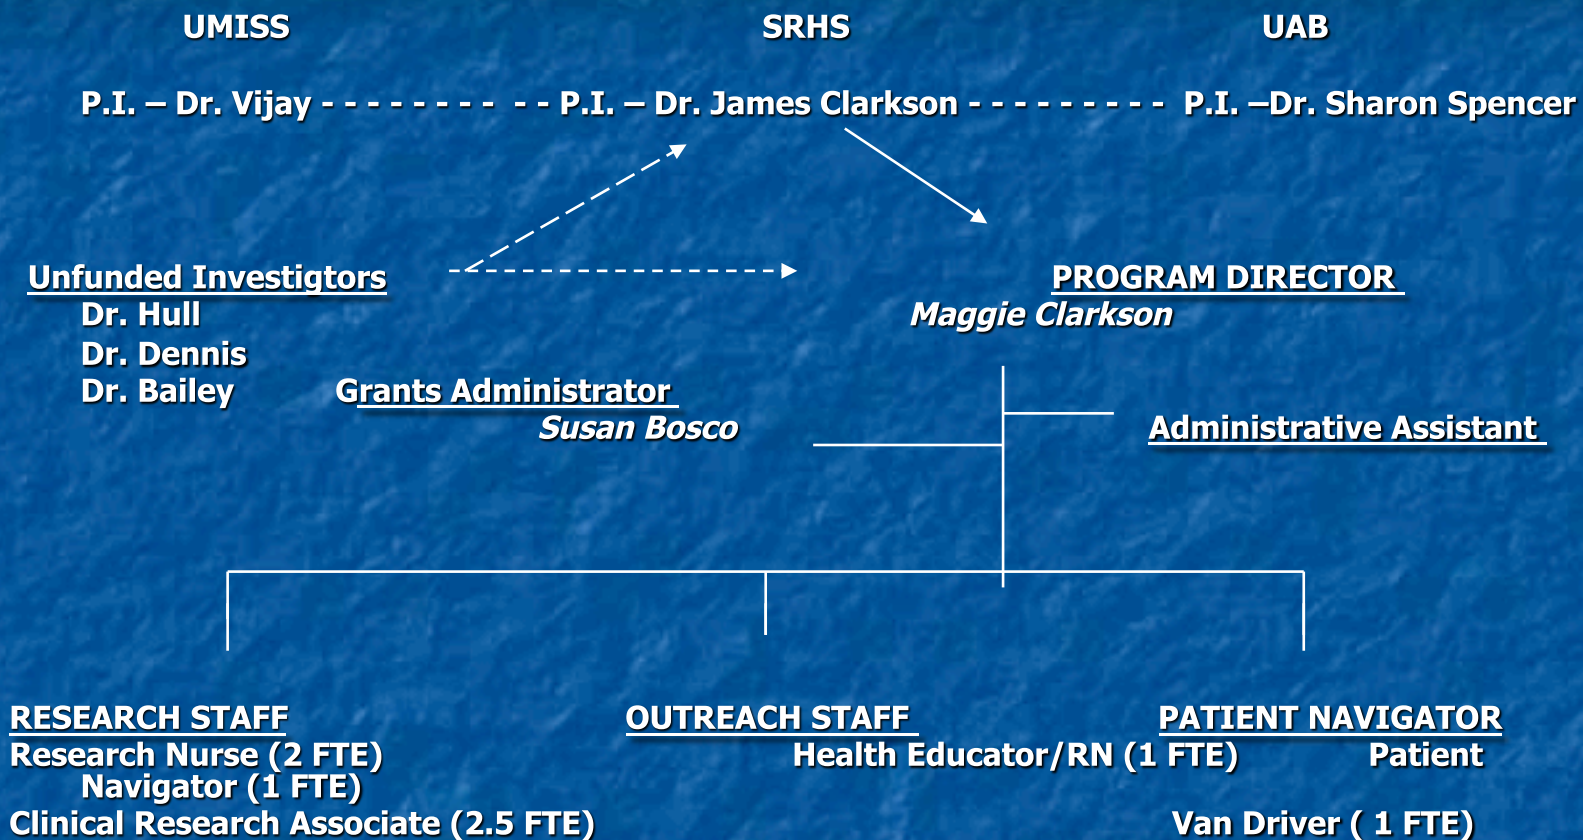 UMISS SRHS UAB
P.I. – Dr. Vijay - - - - - - - - - - P.I. – Dr. James Clarkson - - - - - - - - - P.I. –Dr. Sharon Spencer
Unfunded Investigtors PROGRAM DIRECTOR
Dr. Hull Maggie Clarkson
Dr. Dennis
Dr. Bailey Grants Administrator
Susan Bosco Administrative Assistant
RESEARCH STAFF OUTREACH STAFF PATIENT NAVIGATOR
Research Nurse (2 FTE) Health Educator/RN (1 FTE) Patient
Navigator (1 FTE)
Clinical Research Associate (2.5 FTE) Van Driver ( 1 FTE)